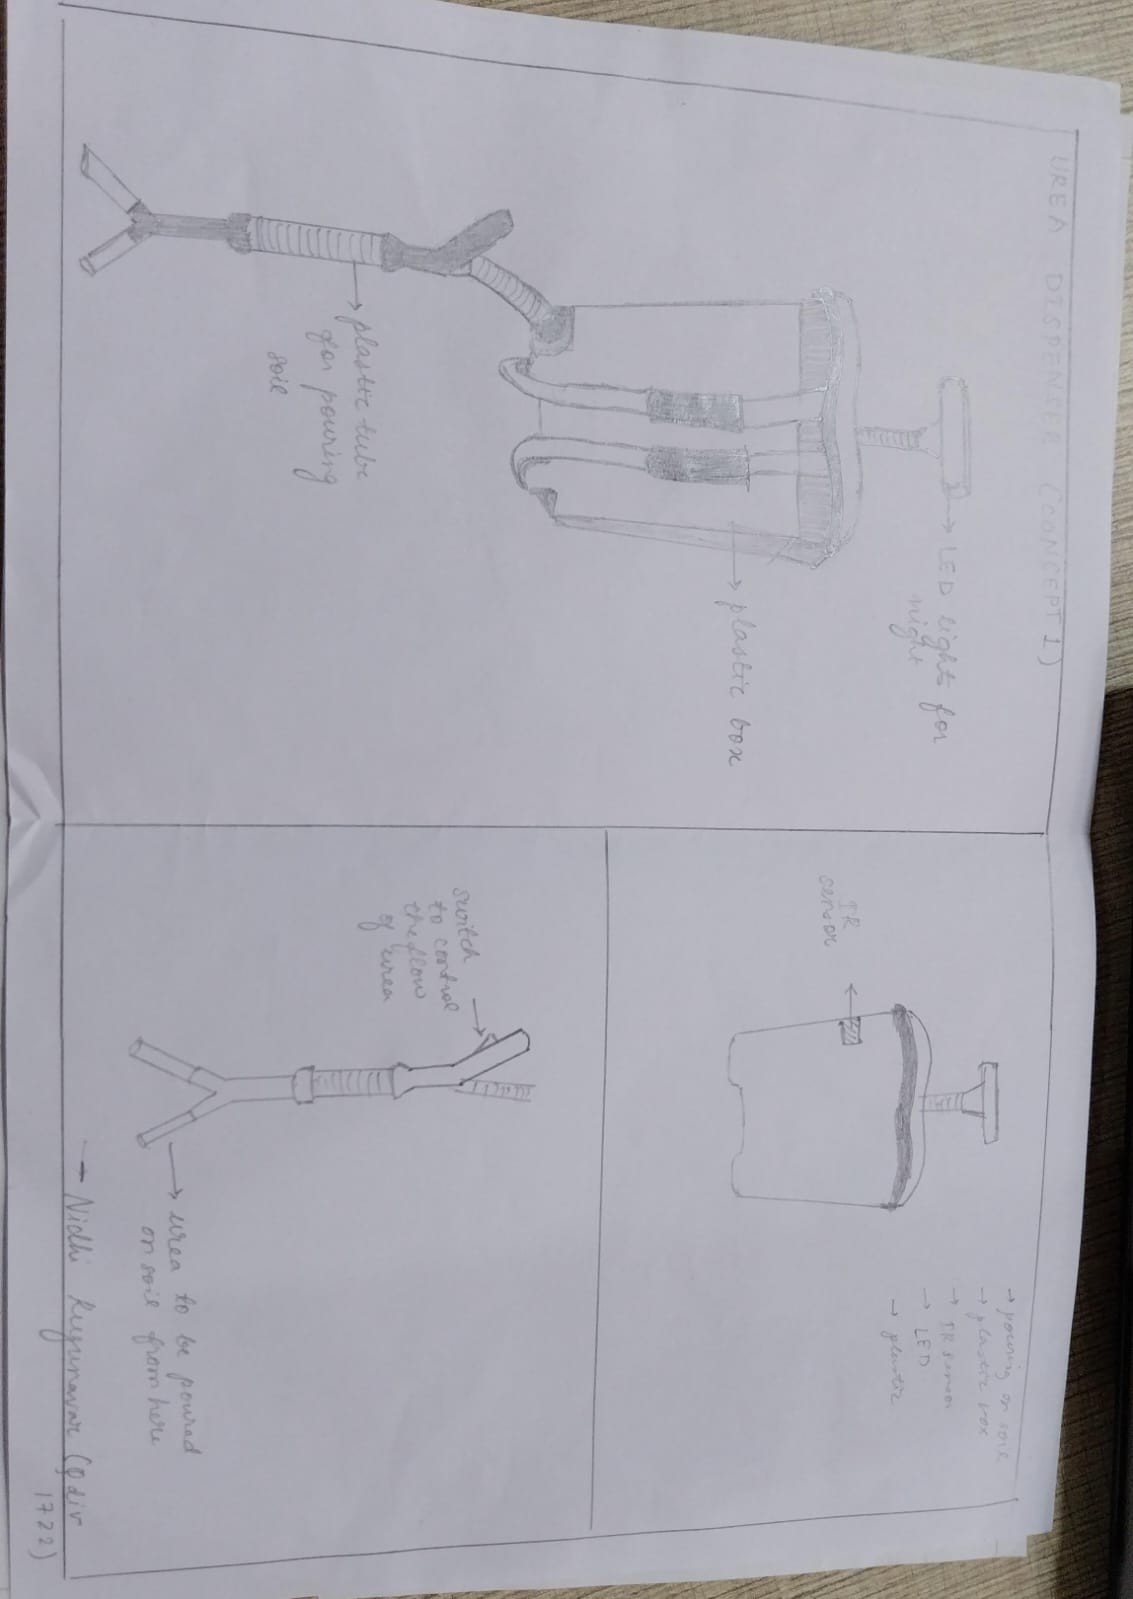 UREA DISPENSER (CONCEPT 1)
LED lights for
night
plastic box
plastic tube
for pouring
soil
IR
sensor
→ pouring on soil
→ plastic box
→ IR sensor
→ LED
→ plastic
switch
to control
the flow
of urea
urea to be poured
on soil from here
→ Nidhi
div
1722)